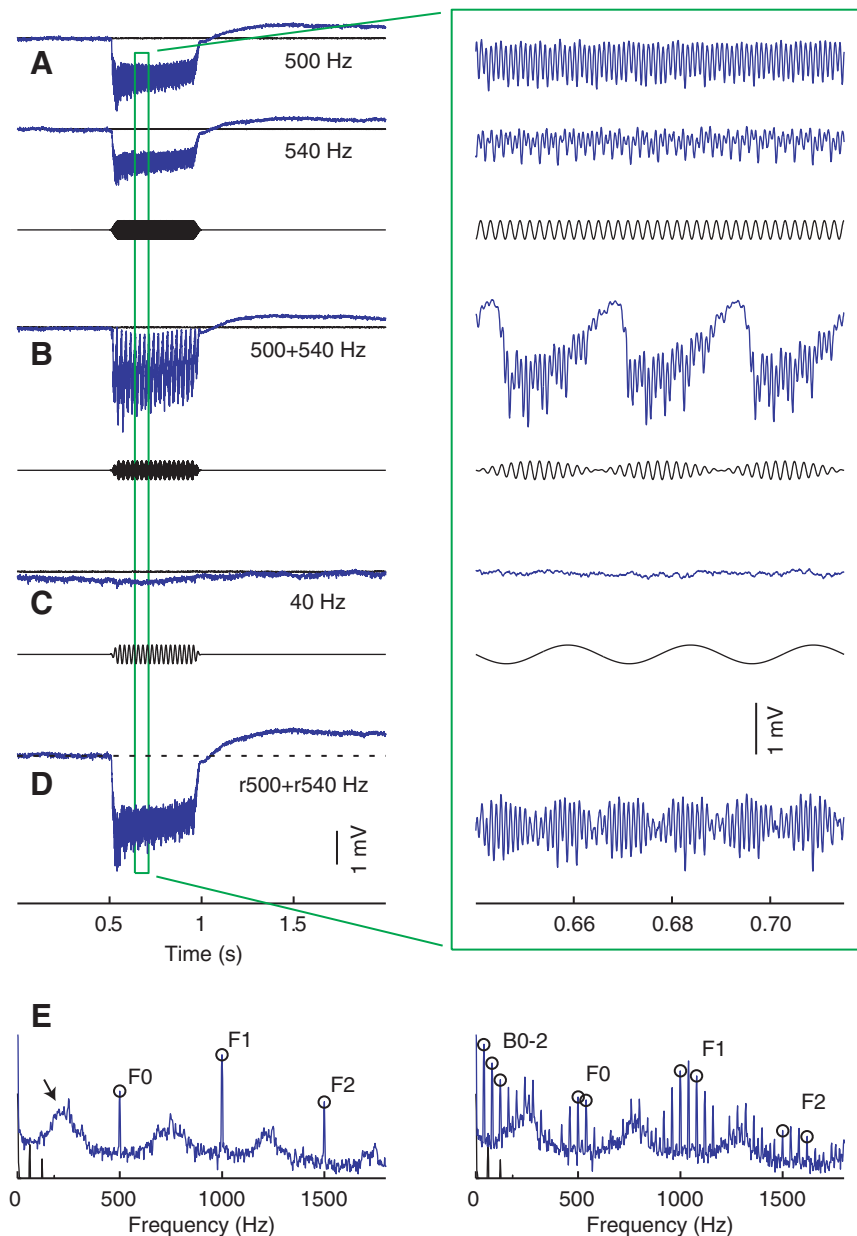 A
500 Hz
540 Hz
B
500+540 Hz
C
40 Hz
1 mV
D
r500+r540 Hz
1 mV
0.5
1
1.5
Time (s)
0.66
0.68
0.70
E
F0
F1
F2
0
500
1000
1500
Frequency (Hz)
B0-2
F0
F1
F2
0
500
1000
1500
Frequency (Hz)